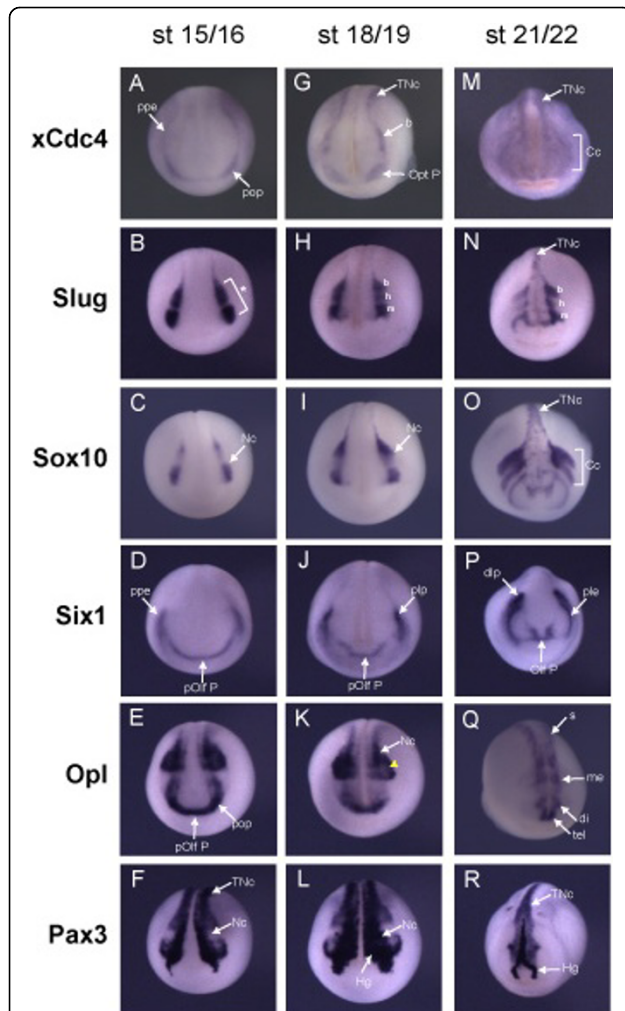 st 15/16 st 18/19 st 21/22
xCdc4
A ppe pop
G TNc b Opt P
M TNc Cc
Slug
B *
H b h m
N TNc b h m
Sox10
C Nc
I Nc
O TNc Cc
Six1
D ppe pOlf P
J plp pOlf P
P dlp ple Olf P
Opl
E pop pOlf P
K Nc
Q s me di tel
Pax3
F TNc Nc
L Nc Hg
R TNc Hg